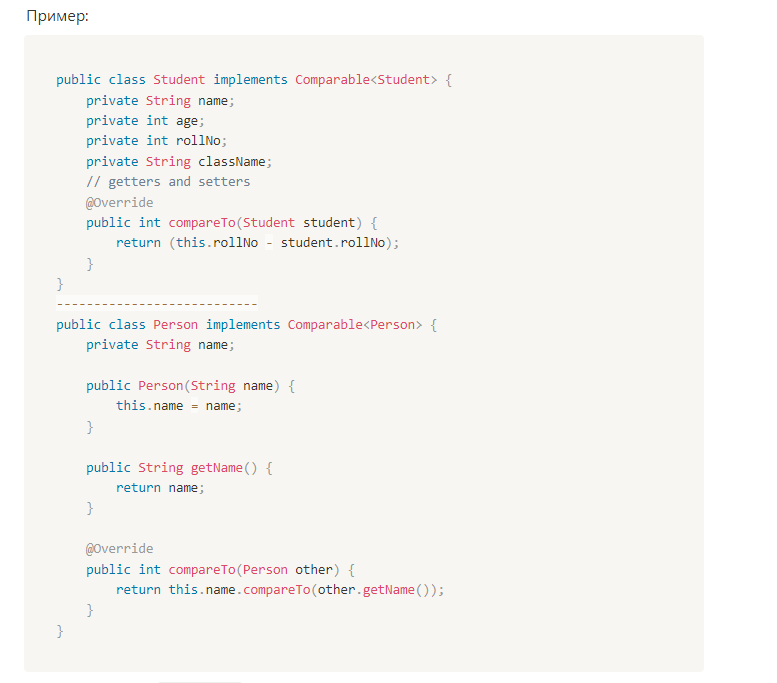 Пример:
public class Student implements Comparable<Student> {
    private String name;
    private int age;
    private int rollNo;
    private String className;
    // getters and setters
    @Override
    public int compareTo(Student student) {
        return (this.rollNo - student.rollNo);
    }
}
---------------------------
public class Person implements Comparable<Person> {
    private String name;

    public Person(String name) {
        this.name = name;
    }

    public String getName() {
        return name;
    }

    @Override
    public int compareTo(Person other) {
        return this.name.compareTo(other.getName());
    }
}